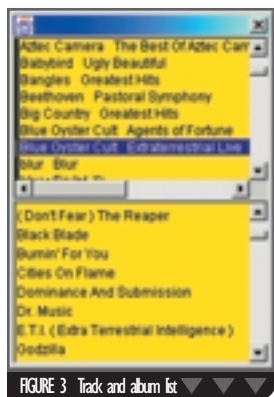 Aztec Camera The Best Of Aztec Cam
Babybird Ugly Beautiful
Bangles Greatest Hits
Beethoven Pastoral Symphony
Big Country Greatest Hits
Blue Oyster Cult Agents of Fortune
Blue Oyster Cult Extraterrestrial Live
blur Blur
(Don't Fear) The Reaper
Black Blade
Burnin' For You
Cities On Flame
Dominance And Submission
Dr. Music
E.T.I. (Extra Terrestrial Intelligence)
Godzilla
FIGURE 3 Track and album list